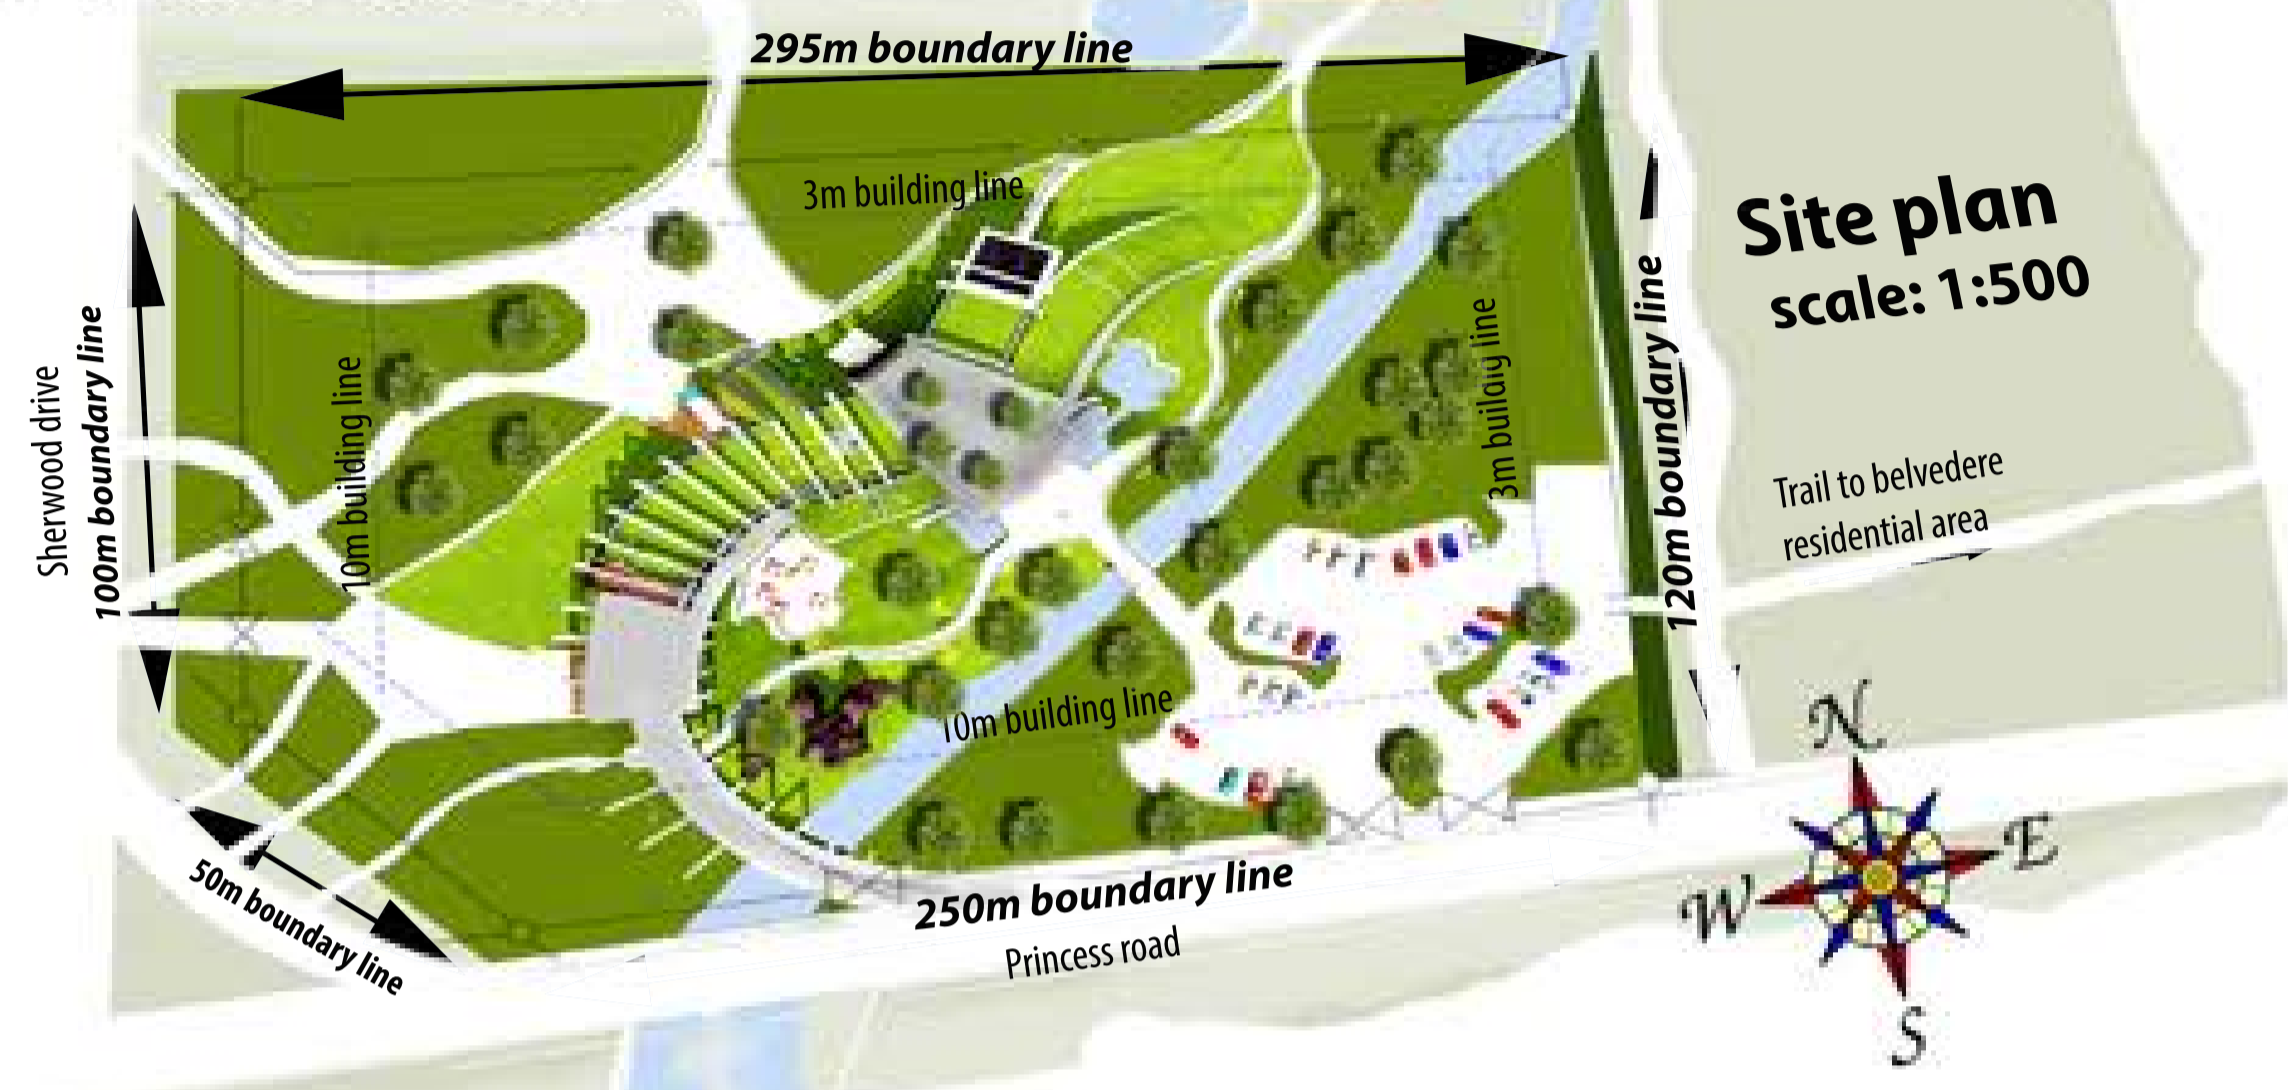 295m boundary line
3m building line
Site plan
scale: 1:500
Sherwood drive
100m boundary line
10m building line
3m buildig line
120m boundary line
Trail to belvedere
residential area
10m building line
N
E
W
S
50m boundary line
250m boundary line
Princess road